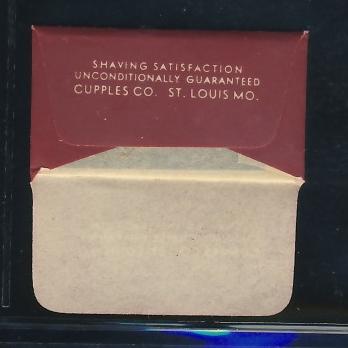 SHAVING SATISFACTION
UNCONDITIONALLY GUARANTEED
CUPPLES CO. ST. LOUIS MO.